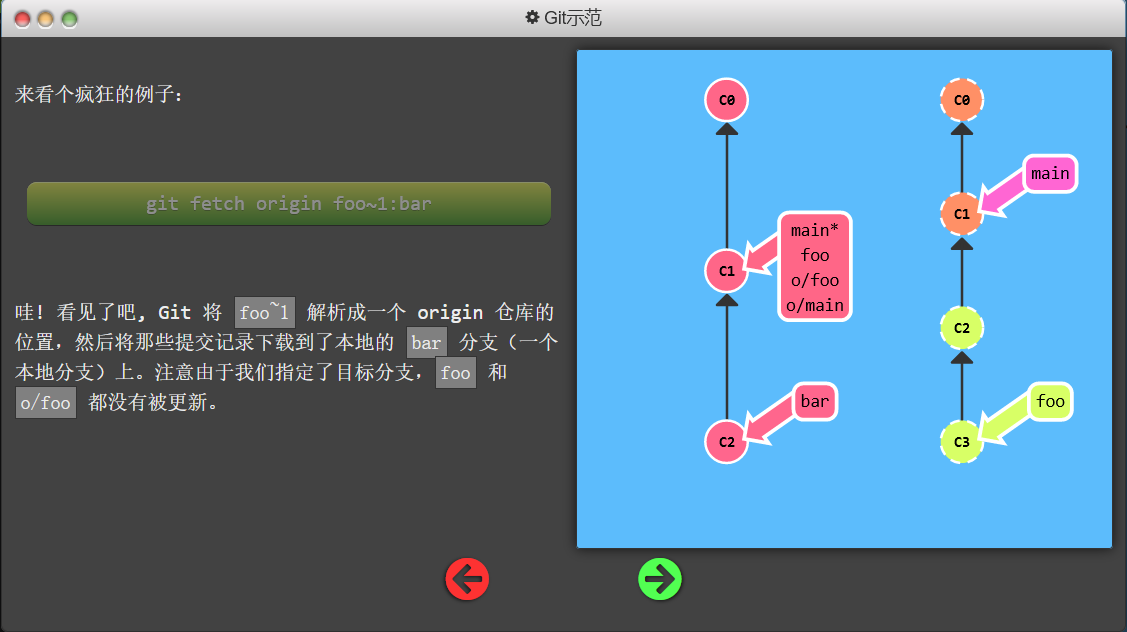 Git示范
来看个疯狂的例子：
git fetch origin foo~1:bar
哇! 看见了吧, Git 将 foo~1 解析成一个 origin 仓库的
位置，然后将那些提交记录下载到了本地的 bar 分支（一个
本地分支）上。注意由于我们指定了目标分支，foo 和
o/foo 都没有被更新。
C0
C1
main*
foo
o/foo
o/main
C2
bar
C0
main
C1
C2
C3
foo